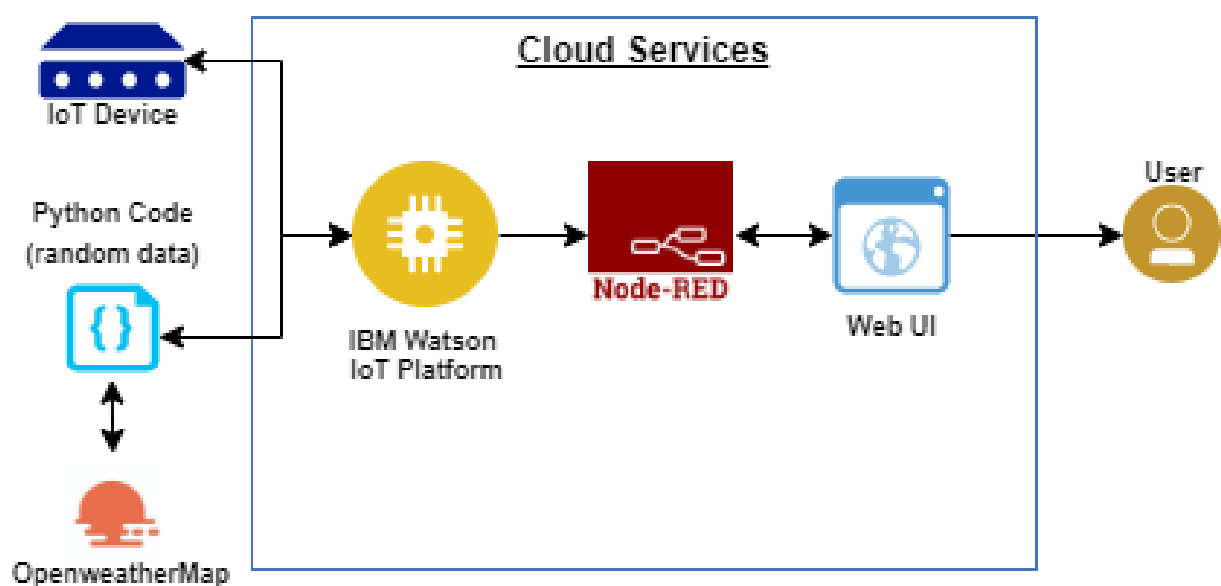 Cloud Services
IoT Device
User
Python Code
(random data)
Node-RED
Web UI
IBM Watson
IoT Platform
OpenweatherMap